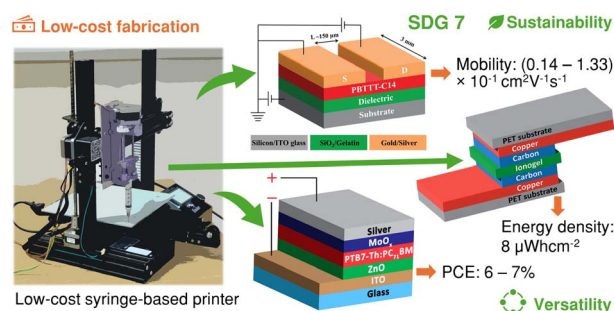 Low-cost fabrication
SDG 7
Sustainability
L ~150 µm
3 mm
S
D
PBTTT-C14
Dielectric
Substrate
Silicon/ITO glass
SiO₂/Gelatin
Gold/Silver
Mobility: (0.14 – 1.33)
× 10⁻¹ cm²V⁻¹s⁻¹
PET substrate
Copper
Carbon
Ionogel
Carbon
Copper
PET substrate
Energy density:
8 µWhcm⁻²
+
−
Silver
MoOₓ
PTB7-Th:PC₇₁BM
ZnO
ITO
Glass
PCE: 6 – 7%
Low-cost syringe-based printer
Versatility